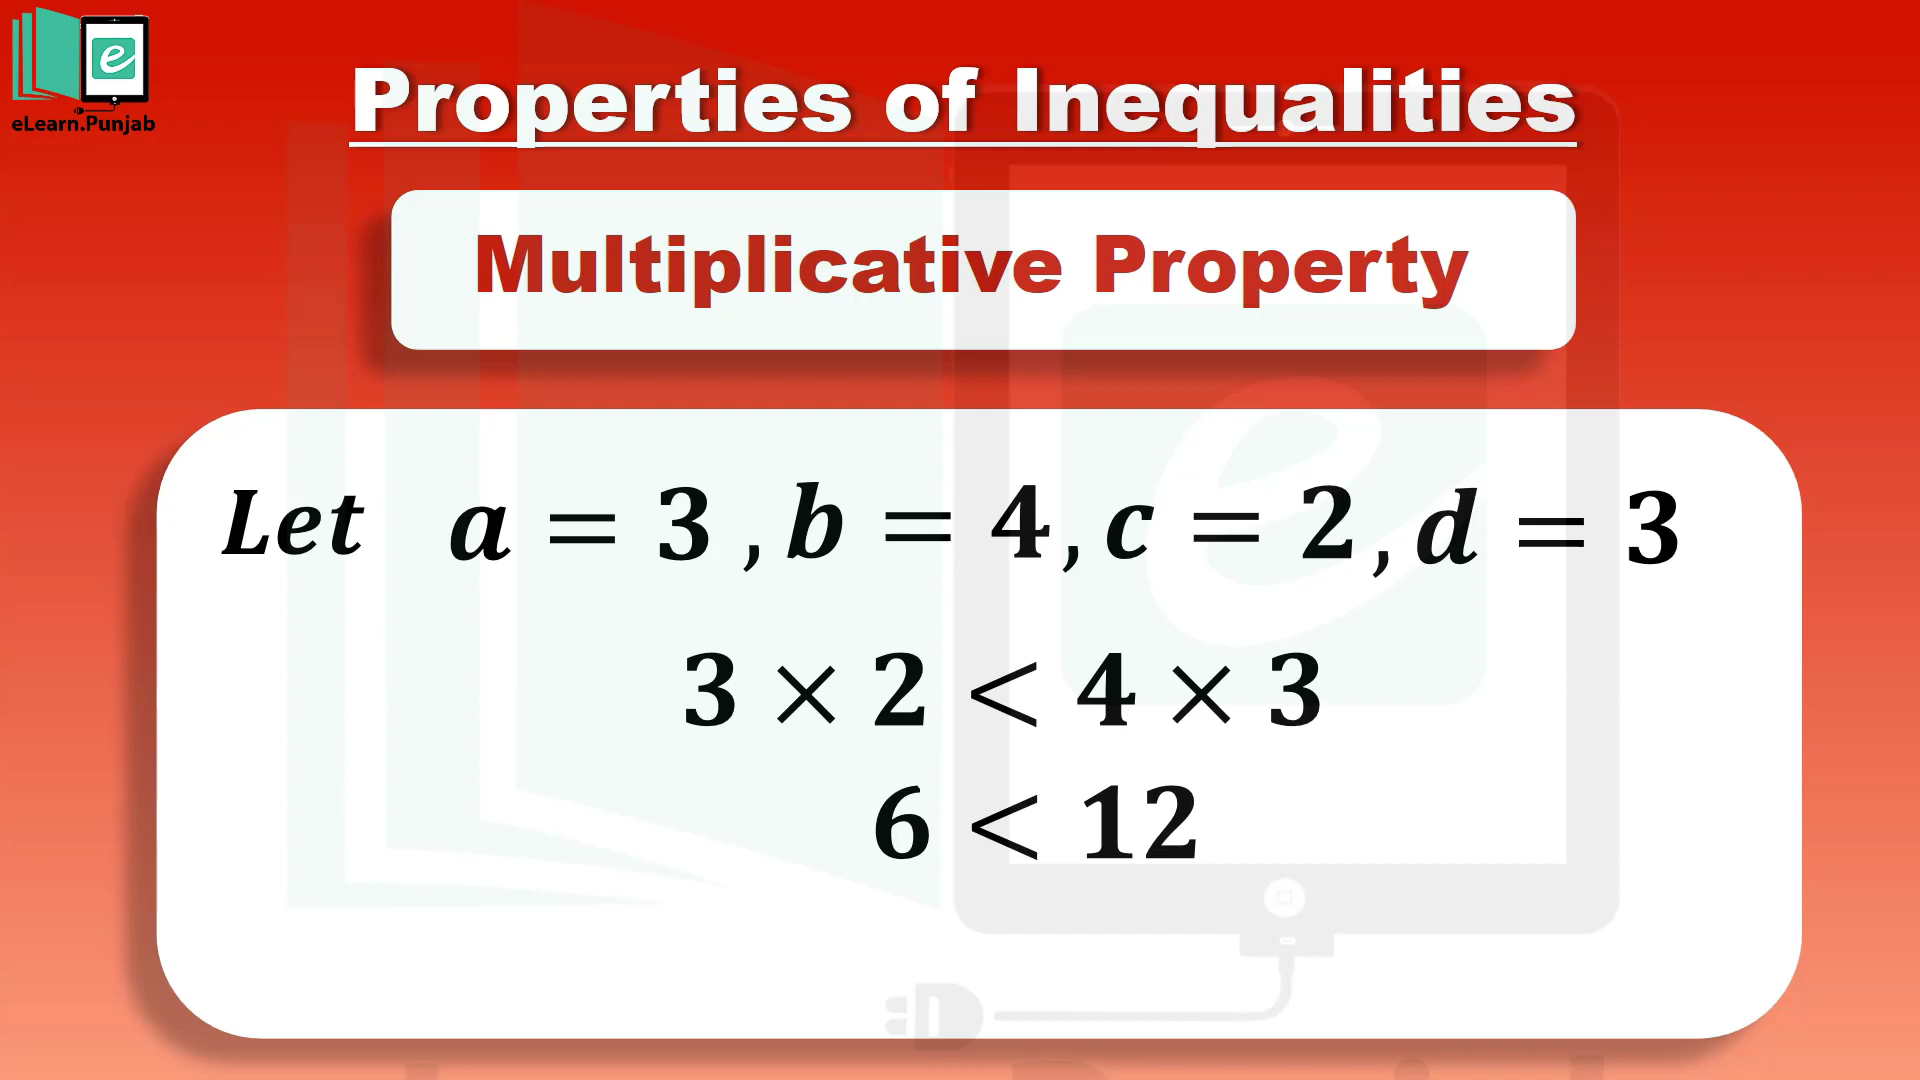 eLearn.Punjab
Properties of Inequalities
Multiplicative Property
Let a = 3 , b = 4 , c = 2 , d = 3
3 × 2 < 4 × 3
6 < 12